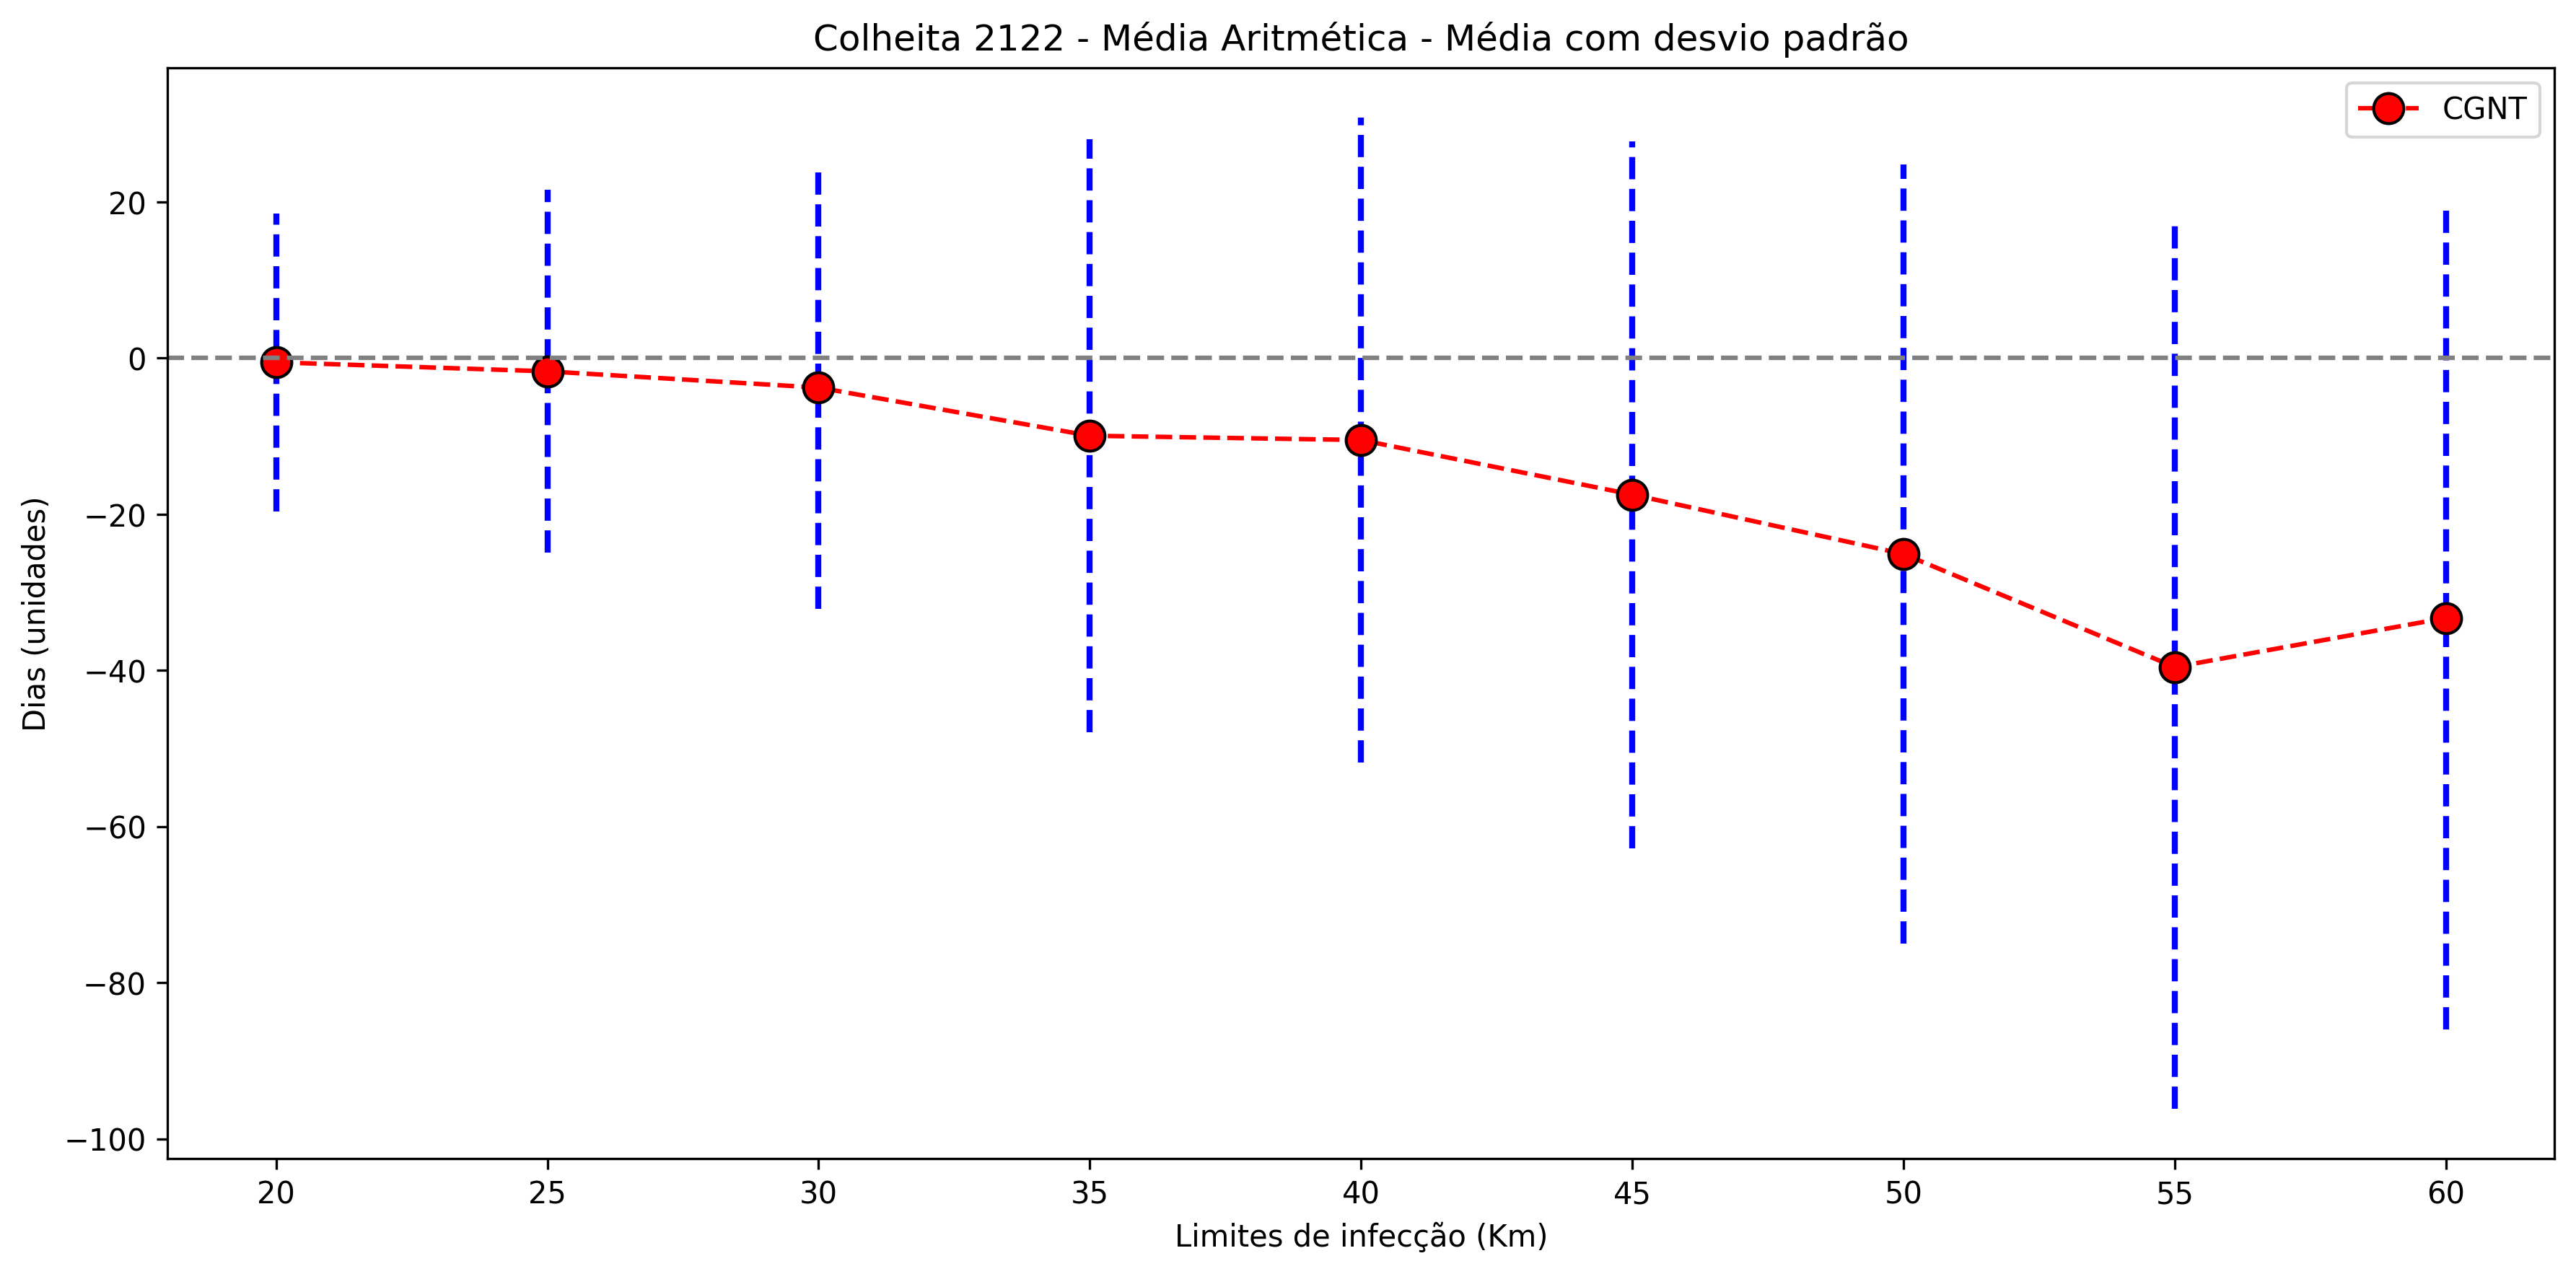 Colheita 2122 - Média Aritmética - Média com desvio padrão
CGNT
20
0
−20
−40
−60
−80
−100
Dias (unidades)
20 25 30 35 40 45 50 55 60
Limites de infecção (Km)